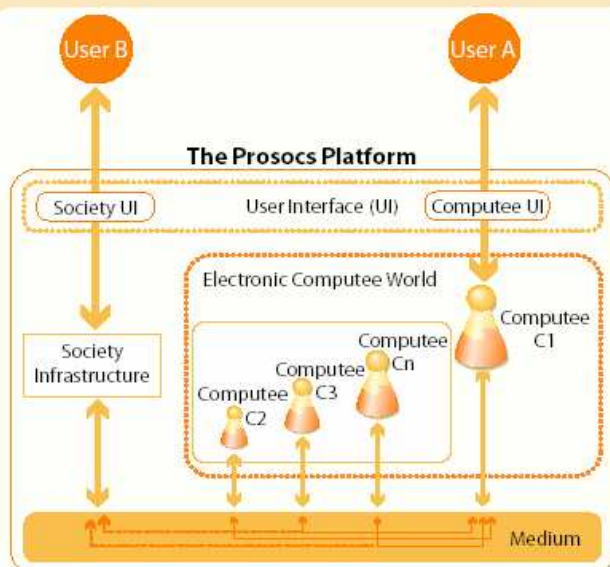 User B
User A
The Prosocs Platform
Society UI
User Interface (UI)
Computee UI
Electronic Computee World
Computee
C1
Society
Infrastructure
Computee
Cn
Computee
C3
Computee
C2
Medium